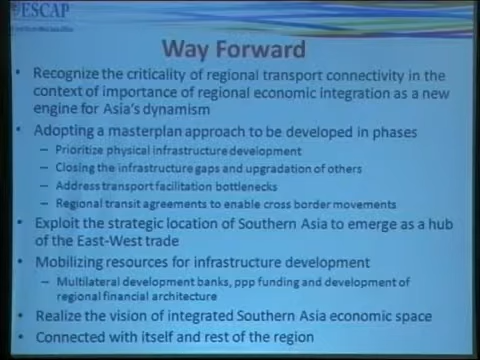 ESCAP
Way Forward
• Recognize the criticality of regional transport connectivity in the
context of importance of regional economic integration as a new
engine for Asia's dynamism
• Adopting a masterplan approach to be developed in phases
– Prioritize physical infrastructure development
– Closing the infrastructure gaps and upgradation of others
– Address transport facilitation bottlenecks
– Regional transit agreements to enable cross border movements
• Exploit the strategic location of Southern Asia to emerge as a hub
of the East-West trade
• Mobilizing resources for infrastructure development
– Multilateral development banks, ppp funding and development of
regional financial architecture
• Realize the vision of integrated Southern Asia economic space
• Connected with itself and rest of the region